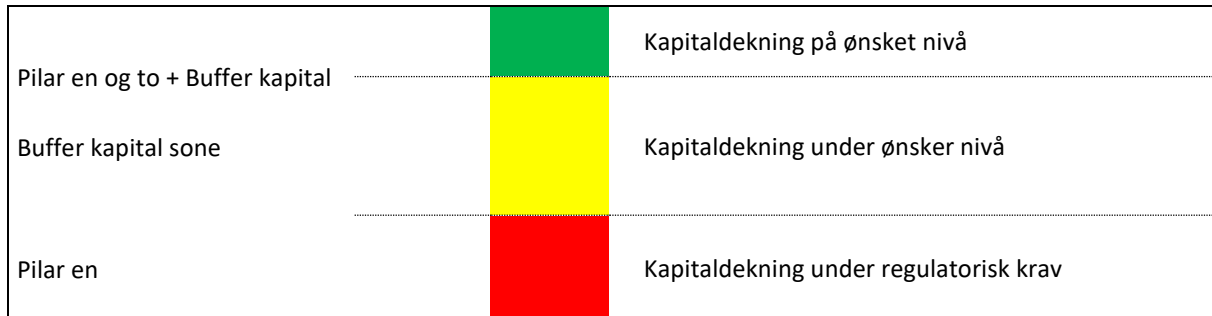 Kapitaldekning på ønsket nivå
Pilar en og to + Buffer kapital
Buffer kapital sone
Kapitaldekning under ønsker nivå
Pilar en
Kapitaldekning under regulatorisk krav